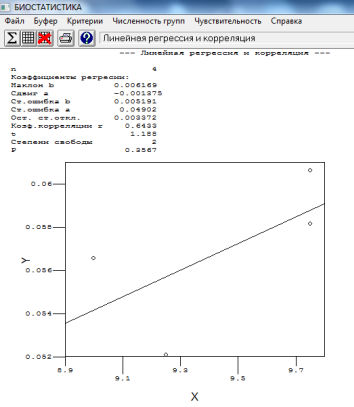 БИОСТАТИСТИКА
Файл Буфер Критерии Численность групп Чувствительность Справка
Линейная регрессия и корреляция
--- Линейная регрессия и корреляция ---
n 4
Коэффициенты регресии:
Наклон b 0.006169
Сдвиг a -0.001375
Ст.ошибка b 0.005191
Ст.ошибка a 0.04902
Ост. ст.откл. 0.003372
Коэф.корреляции r 0.6433
t 1.188
Степени свободы 2
P 0.3567
0.06
0.058
0.056
0.054
0.052
Y
8.9 9.1 9.3 9.5 9.7
X